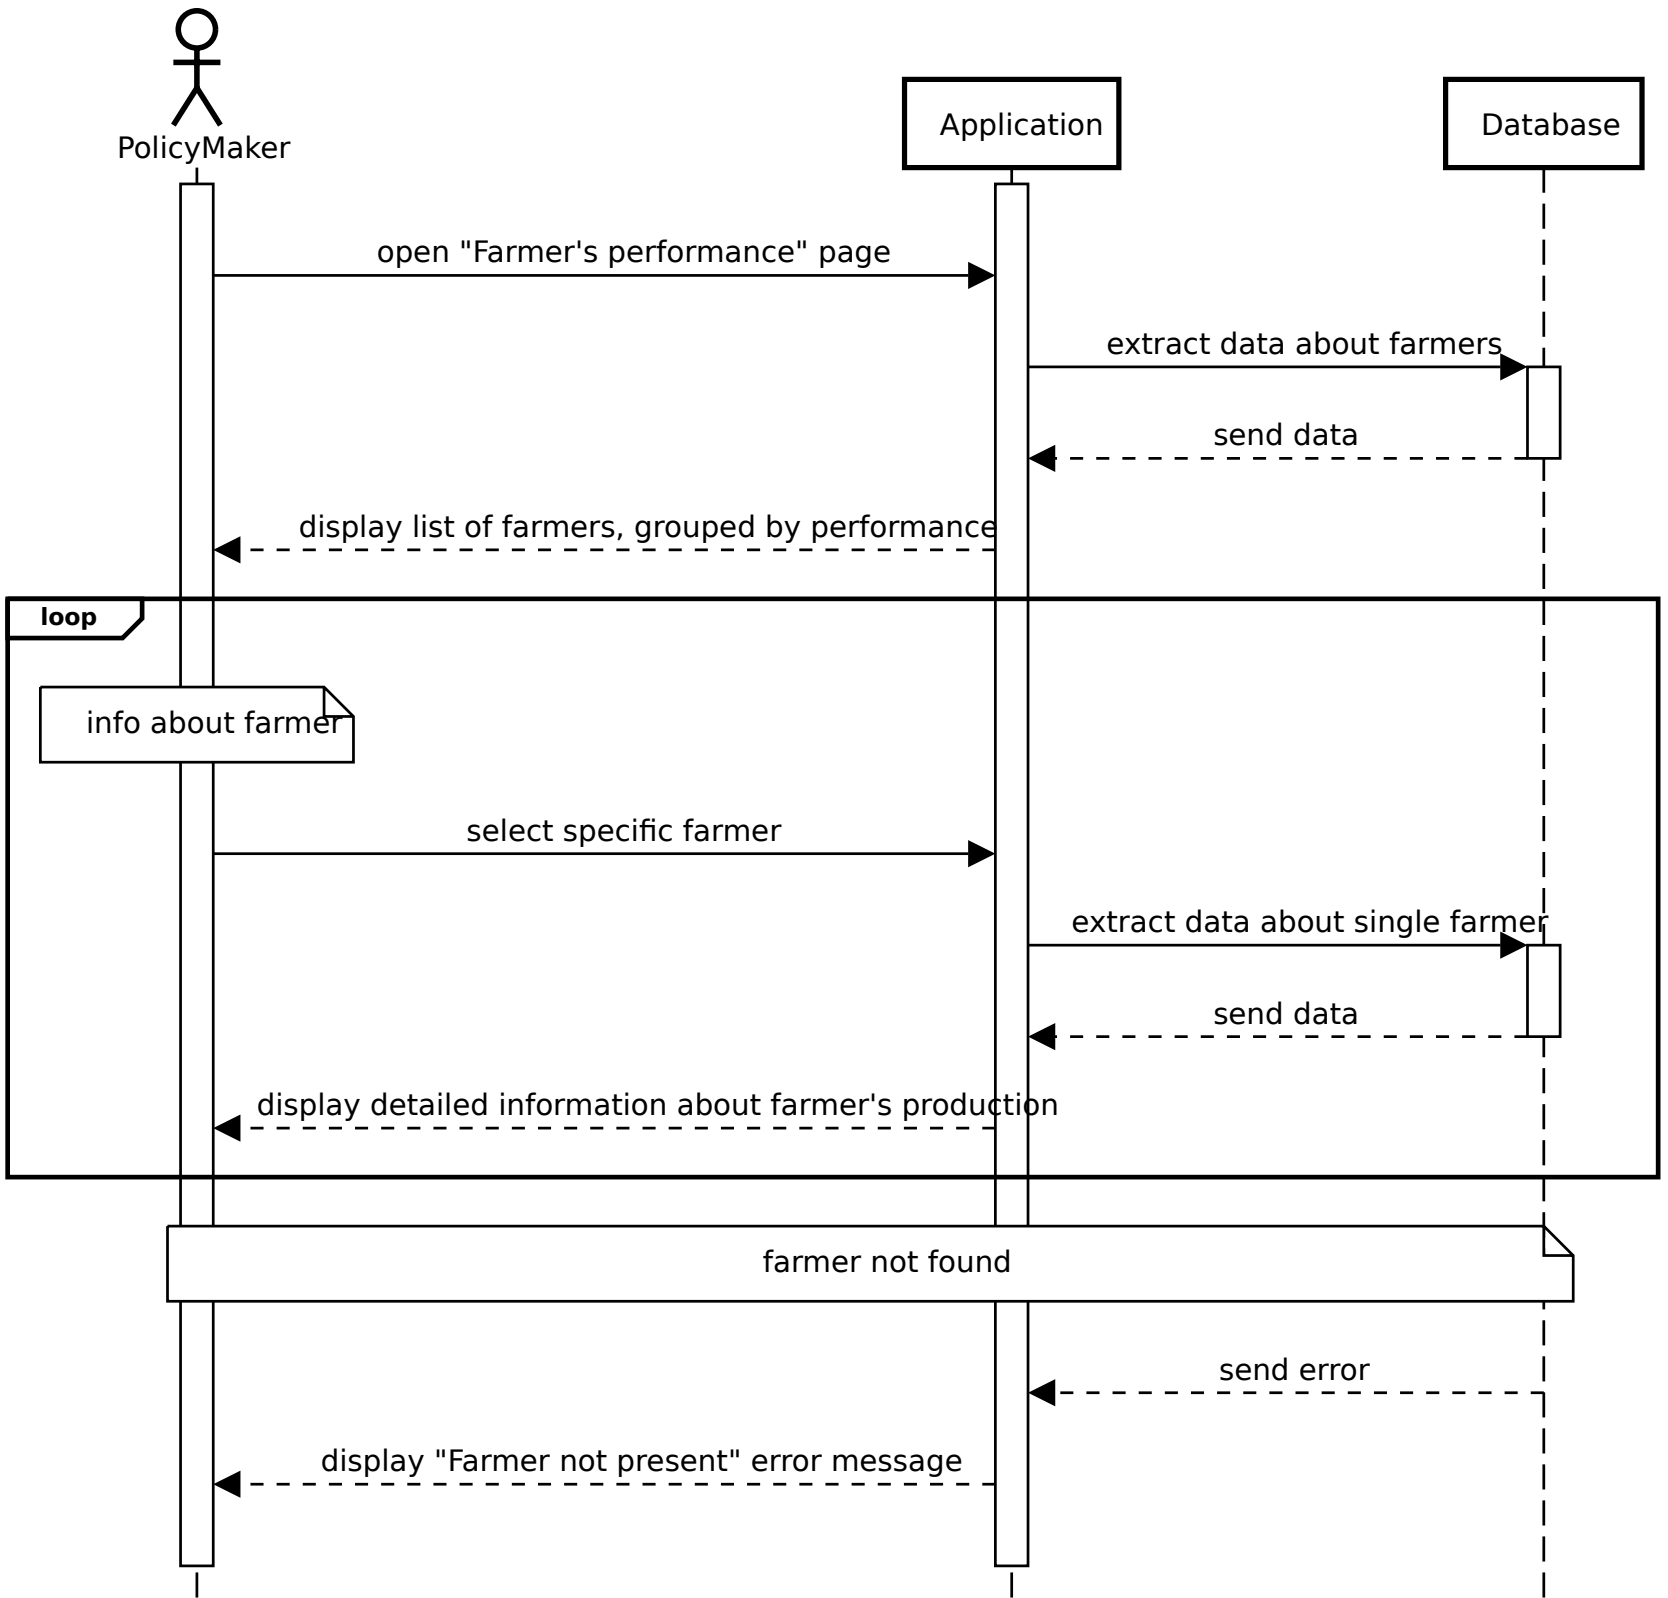 PolicyMaker
Application
Database
open "Farmer's performance" page
extract data about farmers
send data
display list of farmers, grouped by performance
loop
info about farmer
select specific farmer
extract data about single farmer
send data
display detailed information about farmer's production
farmer not found
send error
display "Farmer not present" error message